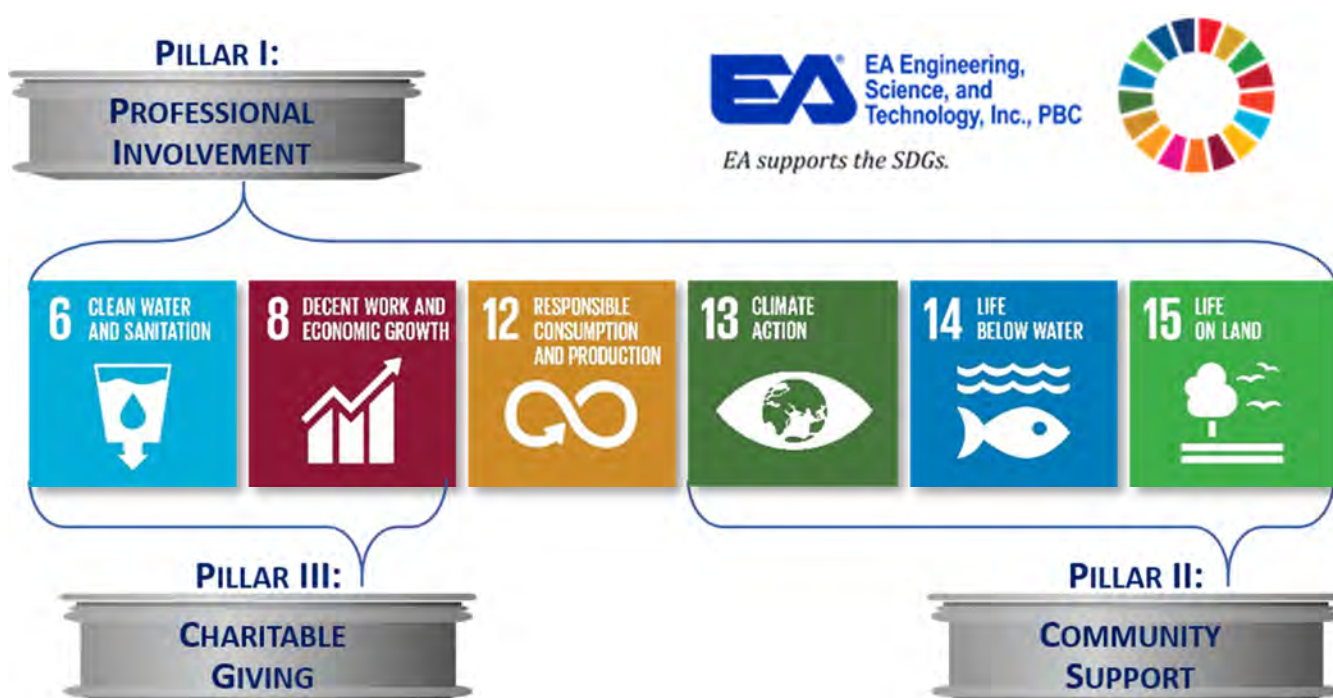 PILLAR I:
PROFESSIONAL
INVOLVEMENT
EA®
EA Engineering,
Science, and
Technology, Inc., PBC
EA supports the SDGs.
6 CLEAN WATER
AND SANITATION
8 DECENT WORK AND
ECONOMIC GROWTH
12 RESPONSIBLE
CONSUMPTION
AND PRODUCTION
13 CLIMATE
ACTION
14 LIFE
BELOW WATER
15 LIFE
ON LAND
PILLAR III:
CHARITABLE
GIVING
PILLAR II:
COMMUNITY
SUPPORT